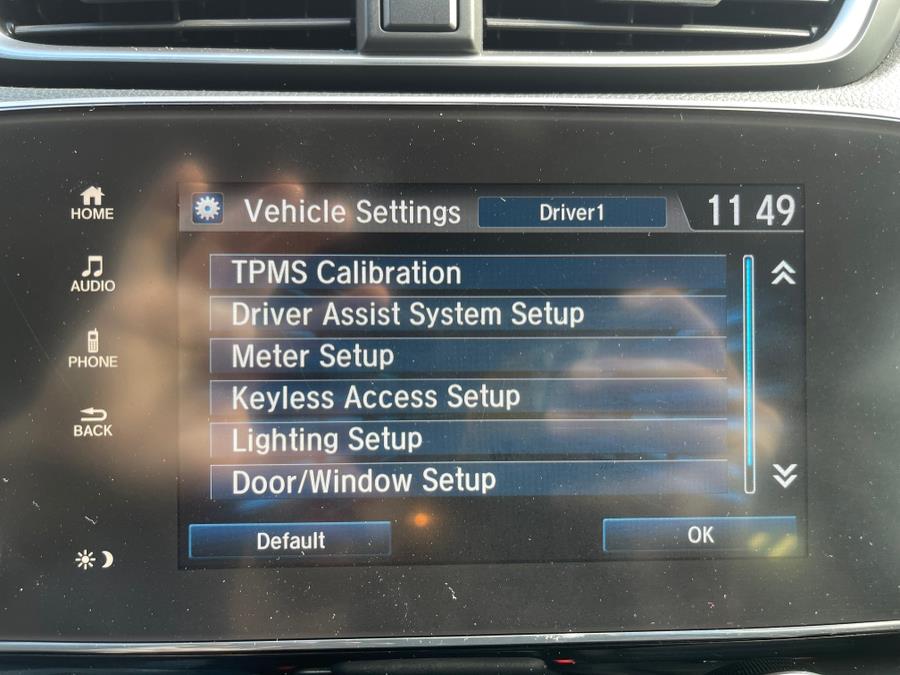 HOME
AUDIO
PHONE
BACK
Vehicle Settings
Driver1
11 49
TPMS Calibration
Driver Assist System Setup
Meter Setup
Keyless Access Setup
Lighting Setup
Door/Window Setup
Default
OK